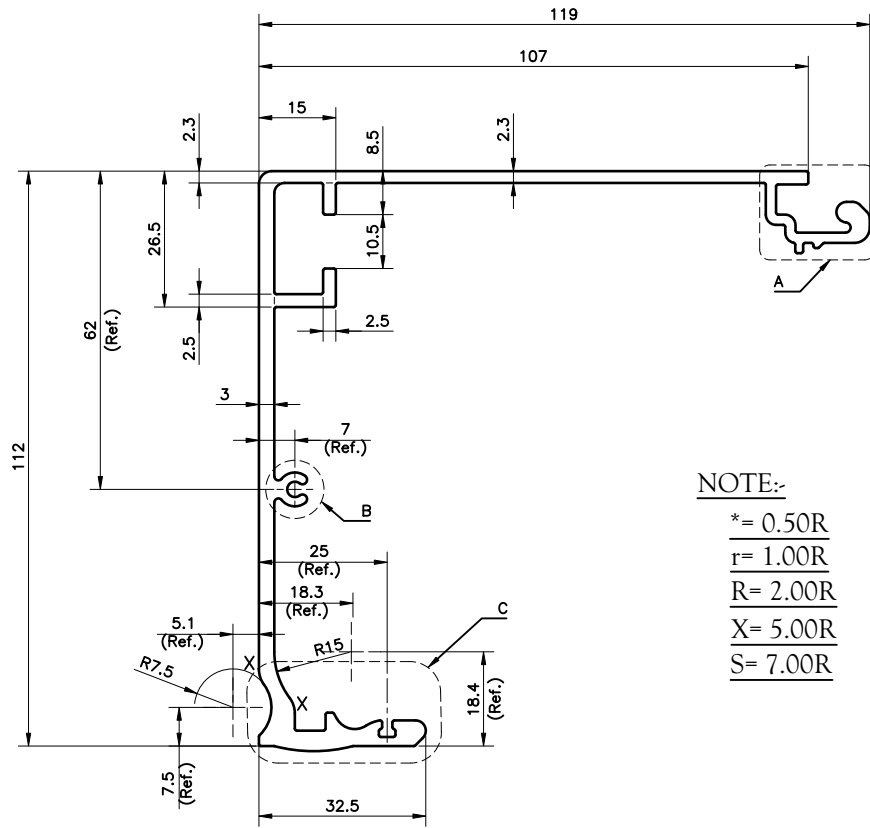 119
107
15
2.3
8.5
2.3
26.5
10.5
A
62
(Ref.)
2.5
2.5
3
7
(Ref.)
112
B
NOTE:-
*= 0.50R
r= 1.00R
R= 2.00R
X= 5.00R
S= 7.00R
25
(Ref.)
18.3
(Ref.)
C
5.1
(Ref.)
R15
X
R7.5
X
18.4
(Ref.)
7.5
(Ref.)
32.5